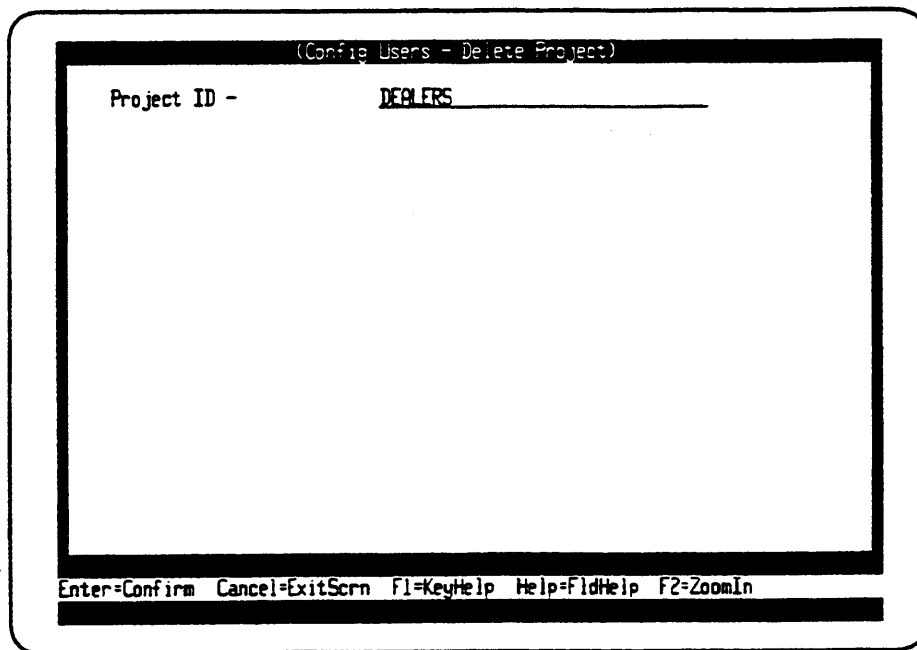 (Config Users - Delete Project)
Project ID - DEALERS
Enter=Confirm Cancel=ExitScrn F1=KeyHelp Help=FldHelp F2=ZoomIn